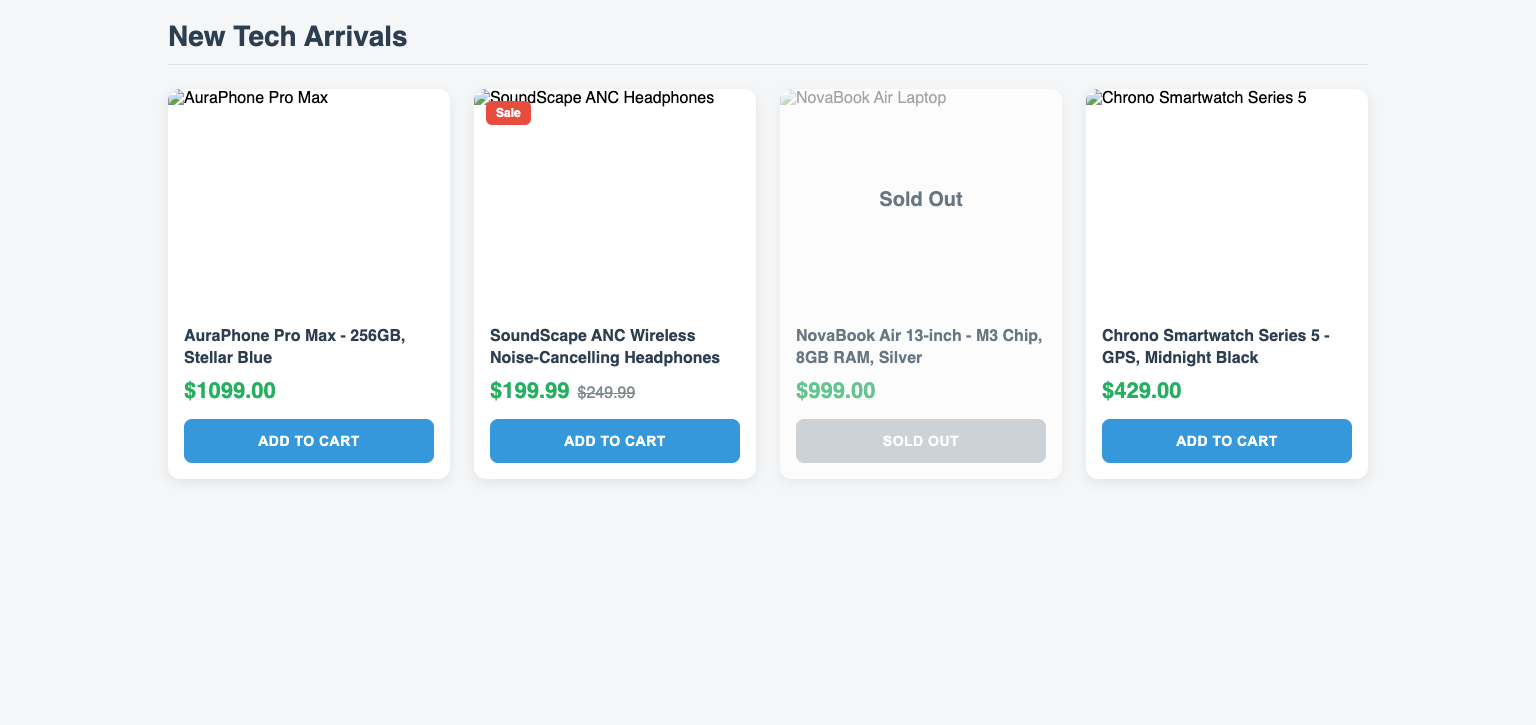 New Tech Arrivals
AuraPhone Pro Max
AuraPhone Pro Max - 256GB,
Stellar Blue
$1099.00
ADD TO CART
SoundScape ANC Headphones
Sale
SoundScape ANC Wireless
Noise-Cancelling Headphones
$199.99 $249.99
ADD TO CART
NovaBook Air Laptop
Sold Out
NovaBook Air 13-inch - M3 Chip,
8GB RAM, Silver
$999.00
SOLD OUT
Chrono Smartwatch Series 5
Chrono Smartwatch Series 5 -
GPS, Midnight Black
$429.00
ADD TO CART